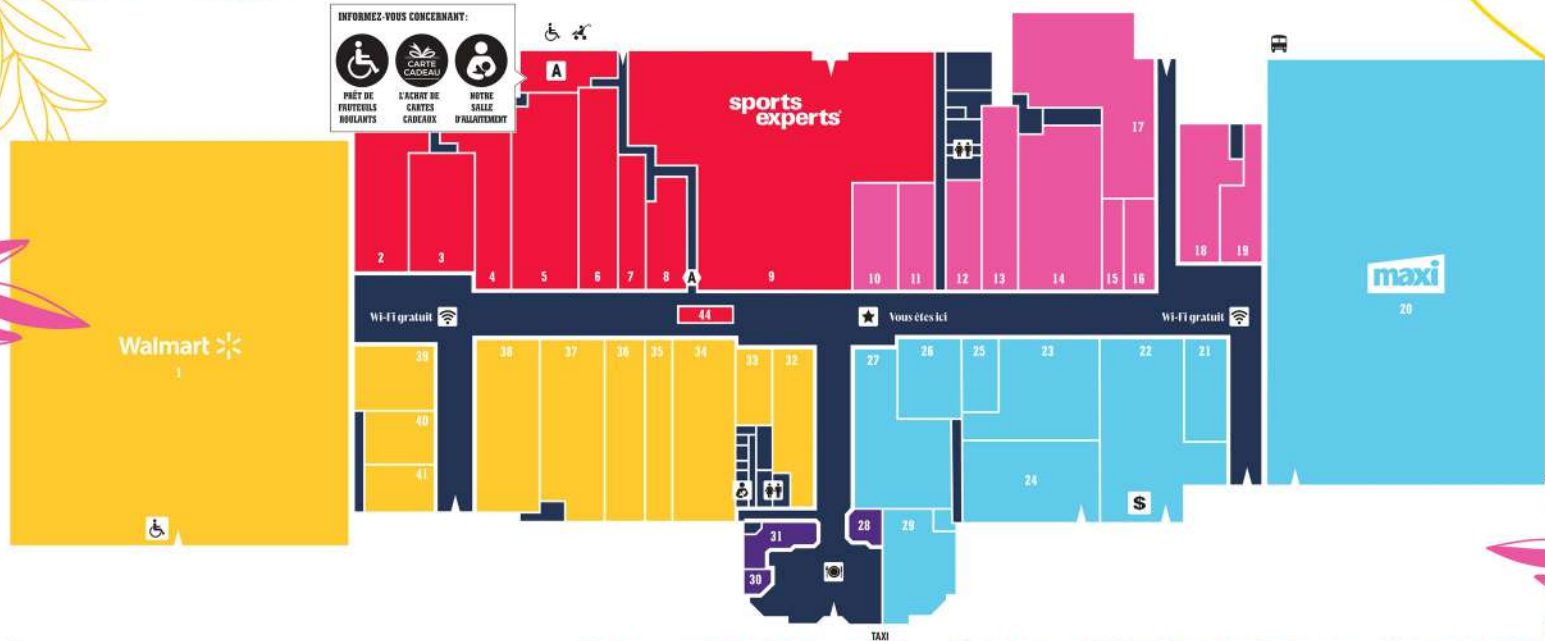 INFORMEZ-VOUS CONCERNANT:
CARTE
CADEAU
PRÊT DE
FAUTEUILS
ROULANTS
L'ACHAT DE
CARTES
CADEAUX
NOTRE
SALLE
D'ALLAITEMENT
A
sports
experts
17
2
3
4
5
6
7
8
A
9
10
11
12
13
14
15
16
18
19
maxi
20
Wi-Fi gratuit
44
Vous êtes ici
Wi-Fi gratuit
Walmart
1
39
38
37
36
35
34
33
32
27
26
25
23
22
21
40
41
24
$
31
28
29
30
TAXI